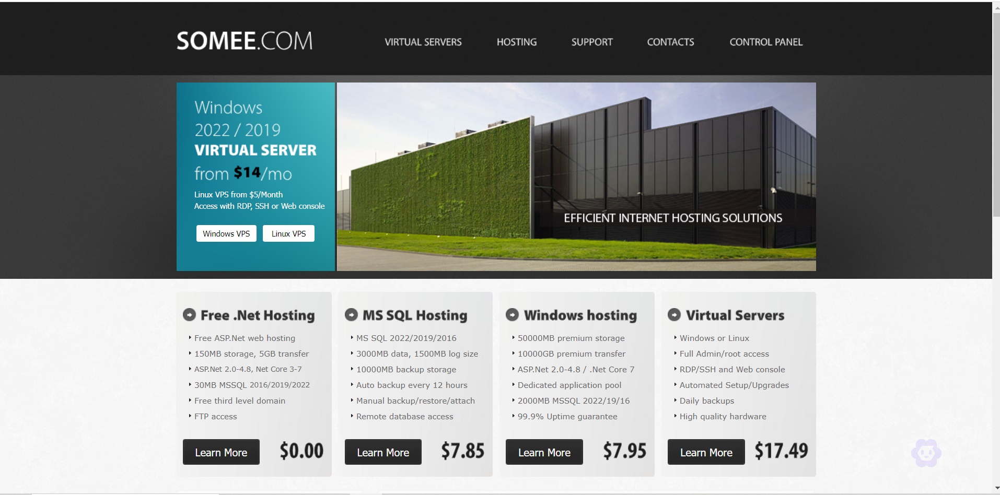 SOMEE.COM
VIRTUAL SERVERS
HOSTING
SUPPORT
CONTACTS
CONTROL PANEL
Windows
2022 / 2019
VIRTUAL SERVER
from $14/mo
Linux VPS from $5/Month
Access with RDP, SSH or Web console
Windows VPS
Linux VPS
EFFICIENT INTERNET HOSTING SOLUTIONS
Free .Net Hosting
Free ASP.Net web hosting
150MB storage, 5GB transfer
ASP.Net 2.0-4.8, Net Core 3-7
30MB MSSQL 2016/2019/2022
Free third level domain
FTP access
Learn More
$0.00
MS SQL Hosting
MS SQL 2022/2019/2016
3000MB data, 1500MB log size
10000MB backup storage
Auto backup every 12 hours
Manual backup/restore/attach
Remote database access
Learn More
$7.85
Windows hosting
50000MB premium storage
10000GB premium transfer
ASP.Net 2.0-4.8 / .Net Core 7
Dedicated application pool
2000MB MSSQL 2022/19/16
99.9% Uptime guarantee
Learn More
$7.95
Virtual Servers
Windows or Linux
Full Admin/root access
RDP/SSH and Web console
Automated Setup/Upgrades
Daily backups
High quality hardware
Learn More
$17.49